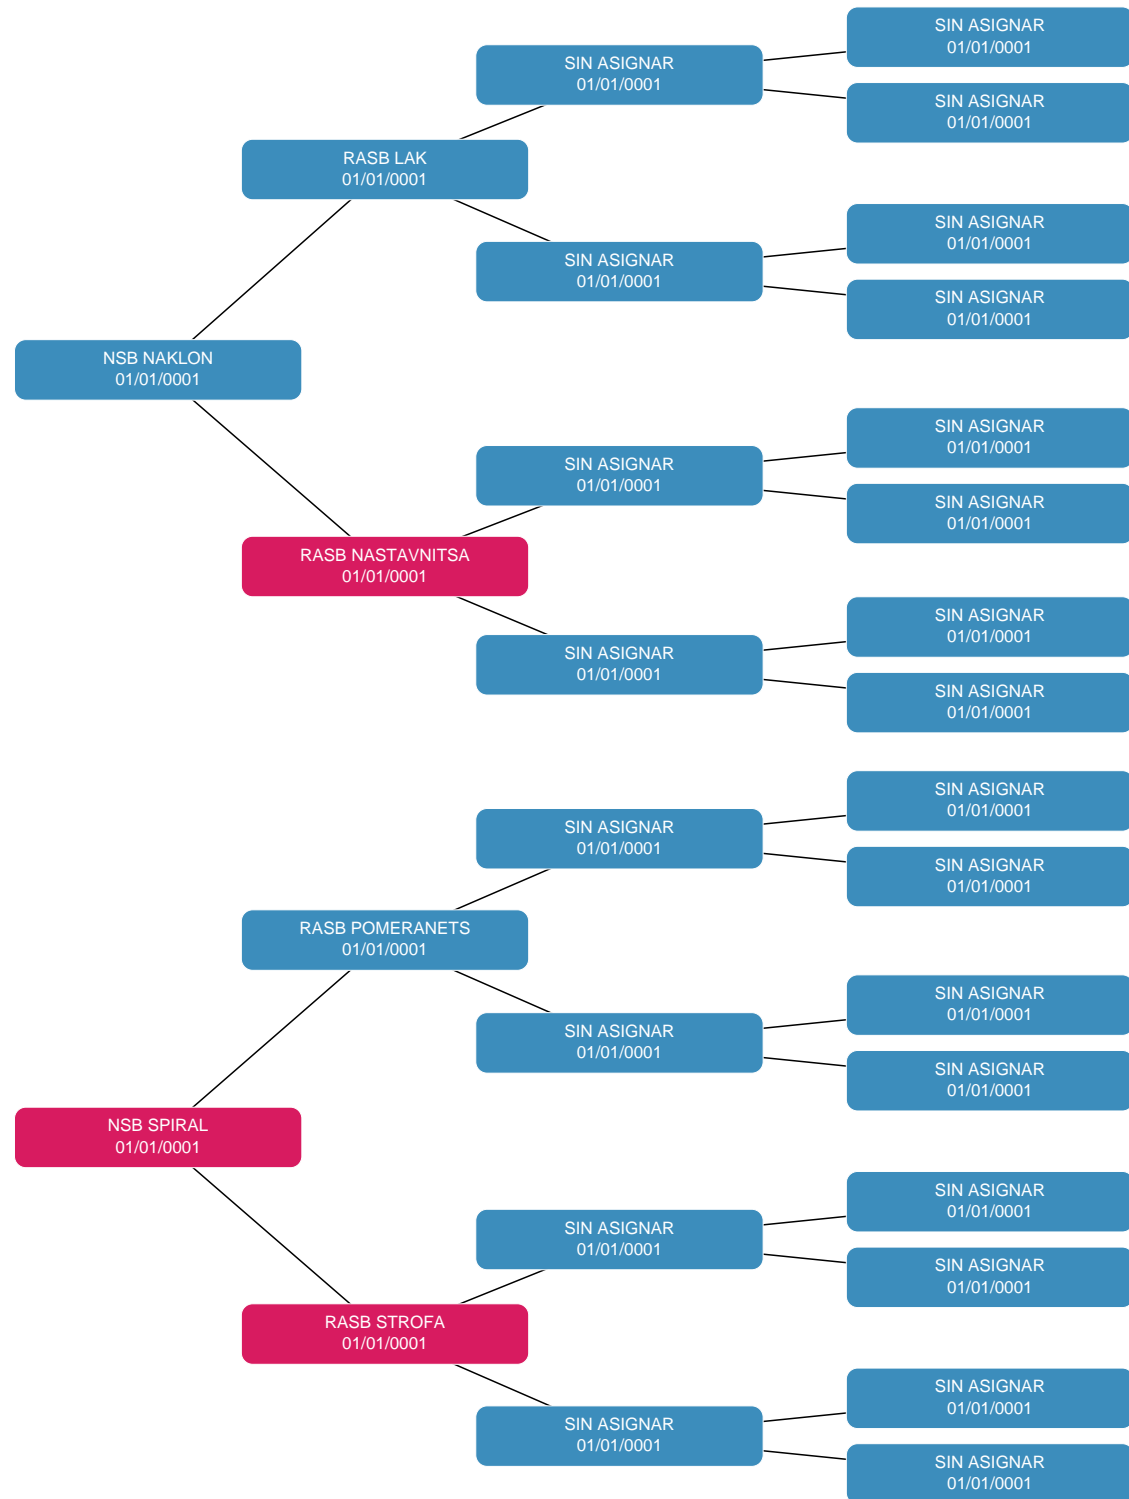 SIN ASIGNAR
01/01/0001
SIN ASIGNAR
01/01/0001
SIN ASIGNAR
01/01/0001
RASB LAK
01/01/0001
SIN ASIGNAR
01/01/0001
SIN ASIGNAR
01/01/0001
SIN ASIGNAR
01/01/0001
NSB NAKLON
01/01/0001
SIN ASIGNAR
01/01/0001
SIN ASIGNAR
01/01/0001
SIN ASIGNAR
01/01/0001
RASB NASTAVNITSA
01/01/0001
SIN ASIGNAR
01/01/0001
SIN ASIGNAR
01/01/0001
SIN ASIGNAR
01/01/0001
SIN ASIGNAR
01/01/0001
SIN ASIGNAR
01/01/0001
SIN ASIGNAR
01/01/0001
RASB POMERANETS
01/01/0001
SIN ASIGNAR
01/01/0001
SIN ASIGNAR
01/01/0001
SIN ASIGNAR
01/01/0001
NSB SPIRAL
01/01/0001
SIN ASIGNAR
01/01/0001
SIN ASIGNAR
01/01/0001
SIN ASIGNAR
01/01/0001
RASB STROFA
01/01/0001
SIN ASIGNAR
01/01/0001
SIN ASIGNAR
01/01/0001
SIN ASIGNAR
01/01/0001